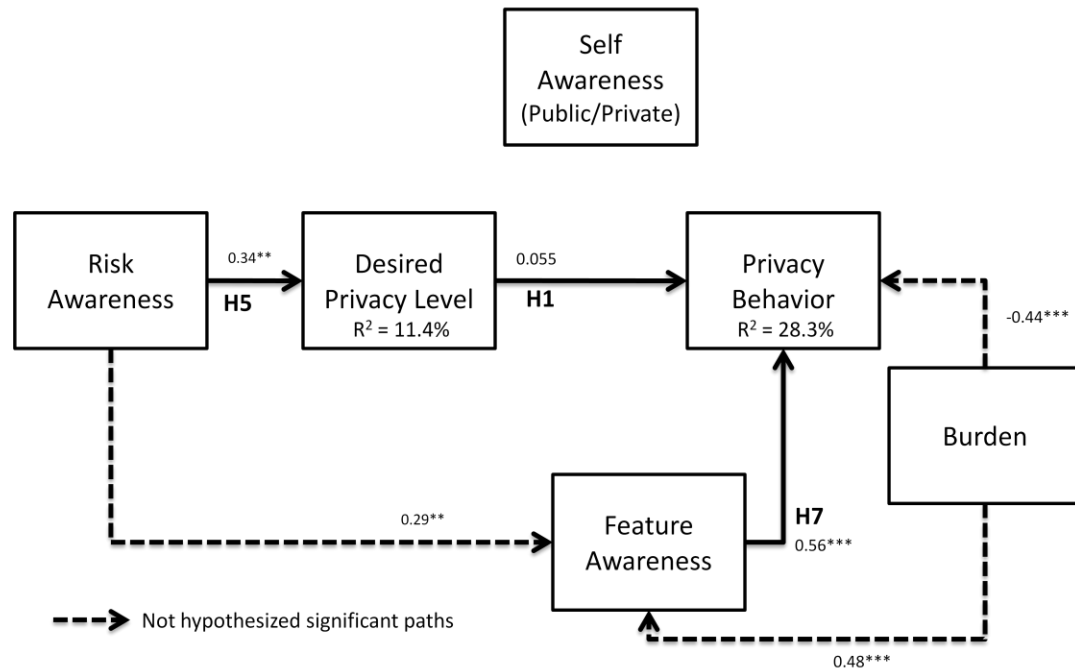 Self
Awareness
(Public/Private)
Risk
Awareness
0.34**
H5
Desired
Privacy Level
R² = 11.4%
0.055
H1
Privacy
Behavior
R² = 28.3%
-0.44***
Burden
0.29**
Feature
Awareness
H7
0.56***
Not hypothesized significant paths
0.48***